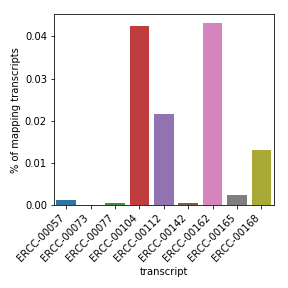 % of mapping transcripts
0.04
0.03
0.02
0.01
0.00
ERCC-00057
ERCC-00073
ERCC-00077
ERCC-00104
ERCC-00112
ERCC-00142
ERCC-00162
ERCC-00165
ERCC-00168
transcript